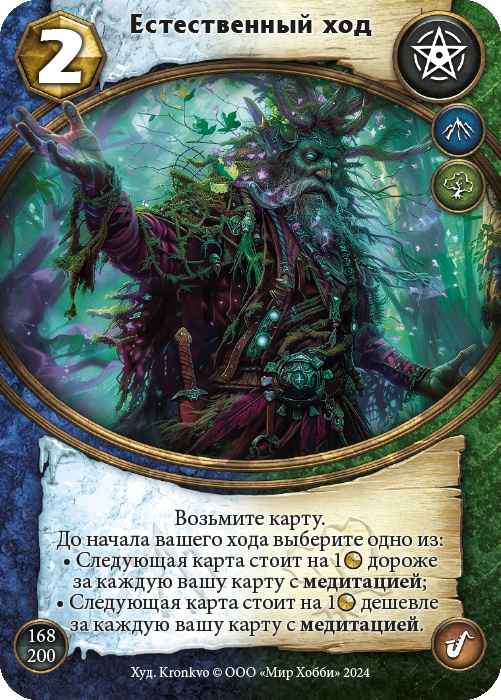 2
Естественный ход
Возьмите карту.
До начала вашего хода выберите одно из:
• Следующая карта стоит на 1 дороже
за каждую вашу карту с медитацией;
• Следующая карта стоит на 1 дешевле
за каждую вашу карту с медитацией.
168
200
Худ. Kronkvo © ООО «Мир Хобби» 2024